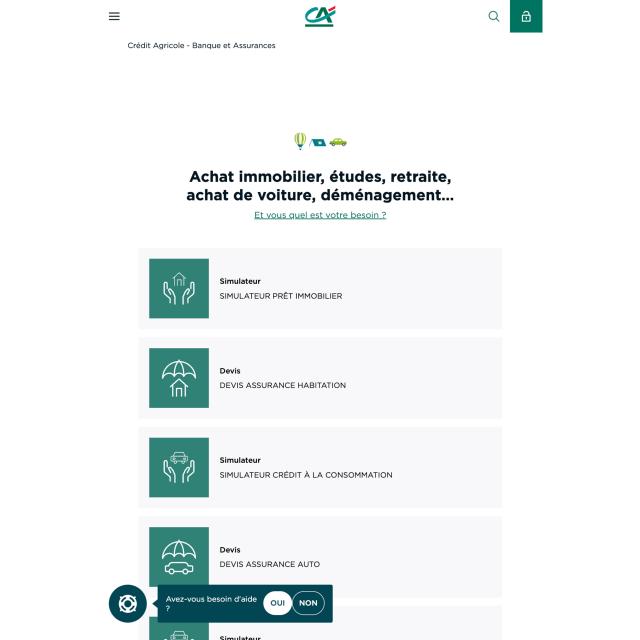 CA
Crédit Agricole - Banque et Assurances
Achat immobilier, études, retraite,
achat de voiture, déménagement...
Et vous quel est votre besoin ?
Simulateur
SIMULATEUR PRÊT IMMOBILIER
Devis
DEVIS ASSURANCE HABITATION
Simulateur
SIMULATEUR CRÉDIT À LA CONSOMMATION
Devis
DEVIS ASSURANCE AUTO
Avez-vous besoin d'aide
?
OUI
NON
Simulateur